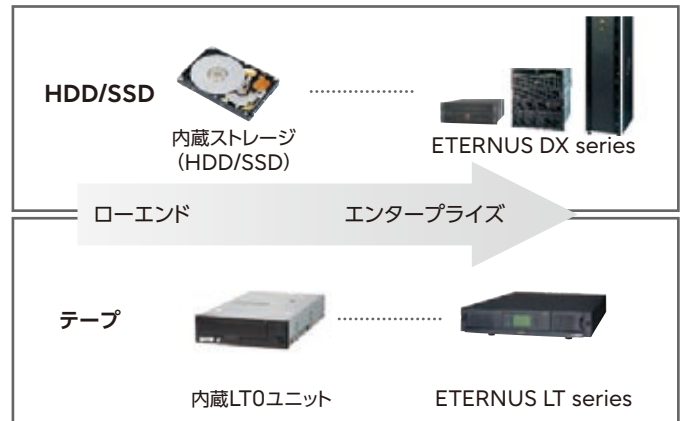 HDD/SSD
内蔵ストレージ
（HDD/SSD）
ETERNUS DX series
ローエンド
エンタープライズ
テープ
内蔵LTOユニット
ETERNUS LT series